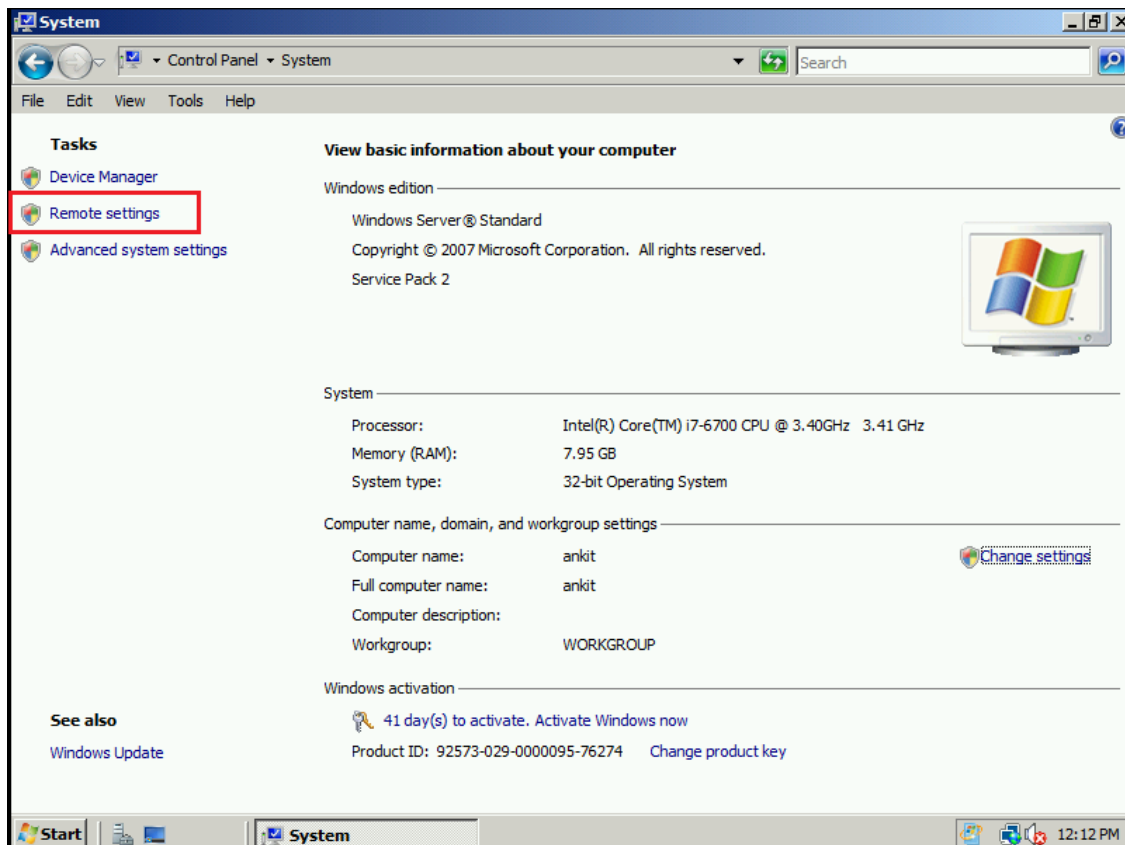 System
Control Panel System
Search
File Edit View Tools Help
Tasks
Device Manager
Remote settings
Advanced system settings
View basic information about your computer
Windows edition
Windows Server® Standard
Copyright © 2007 Microsoft Corporation. All rights reserved.
Service Pack 2
System
Processor: Intel(R) Core(TM) i7-6700 CPU @ 3.40GHz 3.41 GHz
Memory (RAM): 7.95 GB
System type: 32-bit Operating System
Computer name, domain, and workgroup settings
Computer name: ankit
Change settings
Full computer name: ankit
Computer description:
Workgroup: WORKGROUP
Windows activation
41 day(s) to activate. Activate Windows now
Product ID: 92573-029-0000095-76274 Change product key
See also
Windows Update
Start
System
12:12 PM